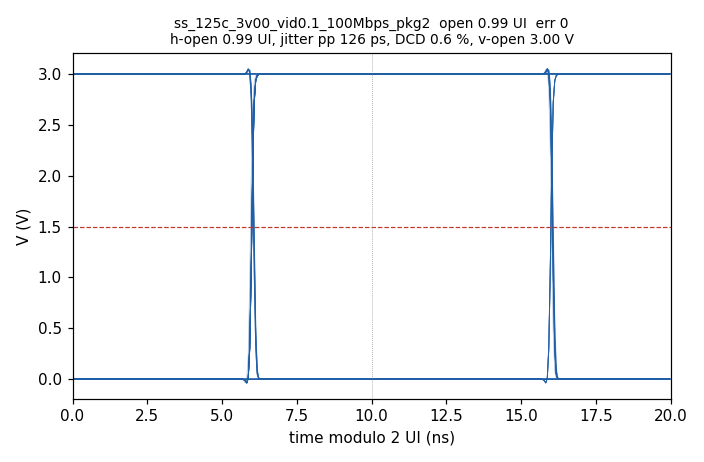 ss_125c_3v00_vid0.1_100Mbps_pkg2  open 0.99 UI  err 0
h-open 0.99 UI, jitter pp 126 ps, DCD 0.6 %, v-open 3.00 V
3.0
2.5
2.0
1.5
1.0
0.5
0.0
V (V)
0.0 2.5 5.0 7.5 10.0 12.5 15.0 17.5 20.0
time modulo 2 UI (ns)